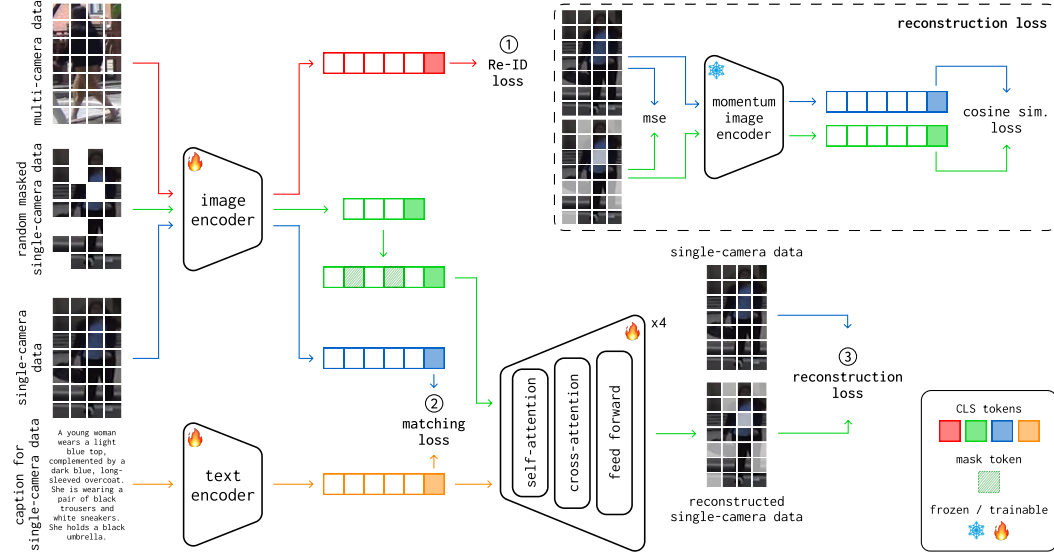 multi-camera data
random masked
single-camera data
single-camera
data
caption for
single-camera data
A young woman
wears a light
blue top,
complemented by a
dark blue, long-
sleeved overcoat.
She is wearing a
pair of black
trousers and
white sneakers.
She holds a black
umbrella.
image
encoder
text
encoder
1
Re-ID
loss
2
matching
loss
self-attention
cross-attention
feed forward
x4
reconstruction loss
mse
momentum
image
encoder
cosine sim.
loss
single-camera data
3
reconstruction
loss
reconstructed
single-camera data
CLS tokens
mask token
frozen / trainable